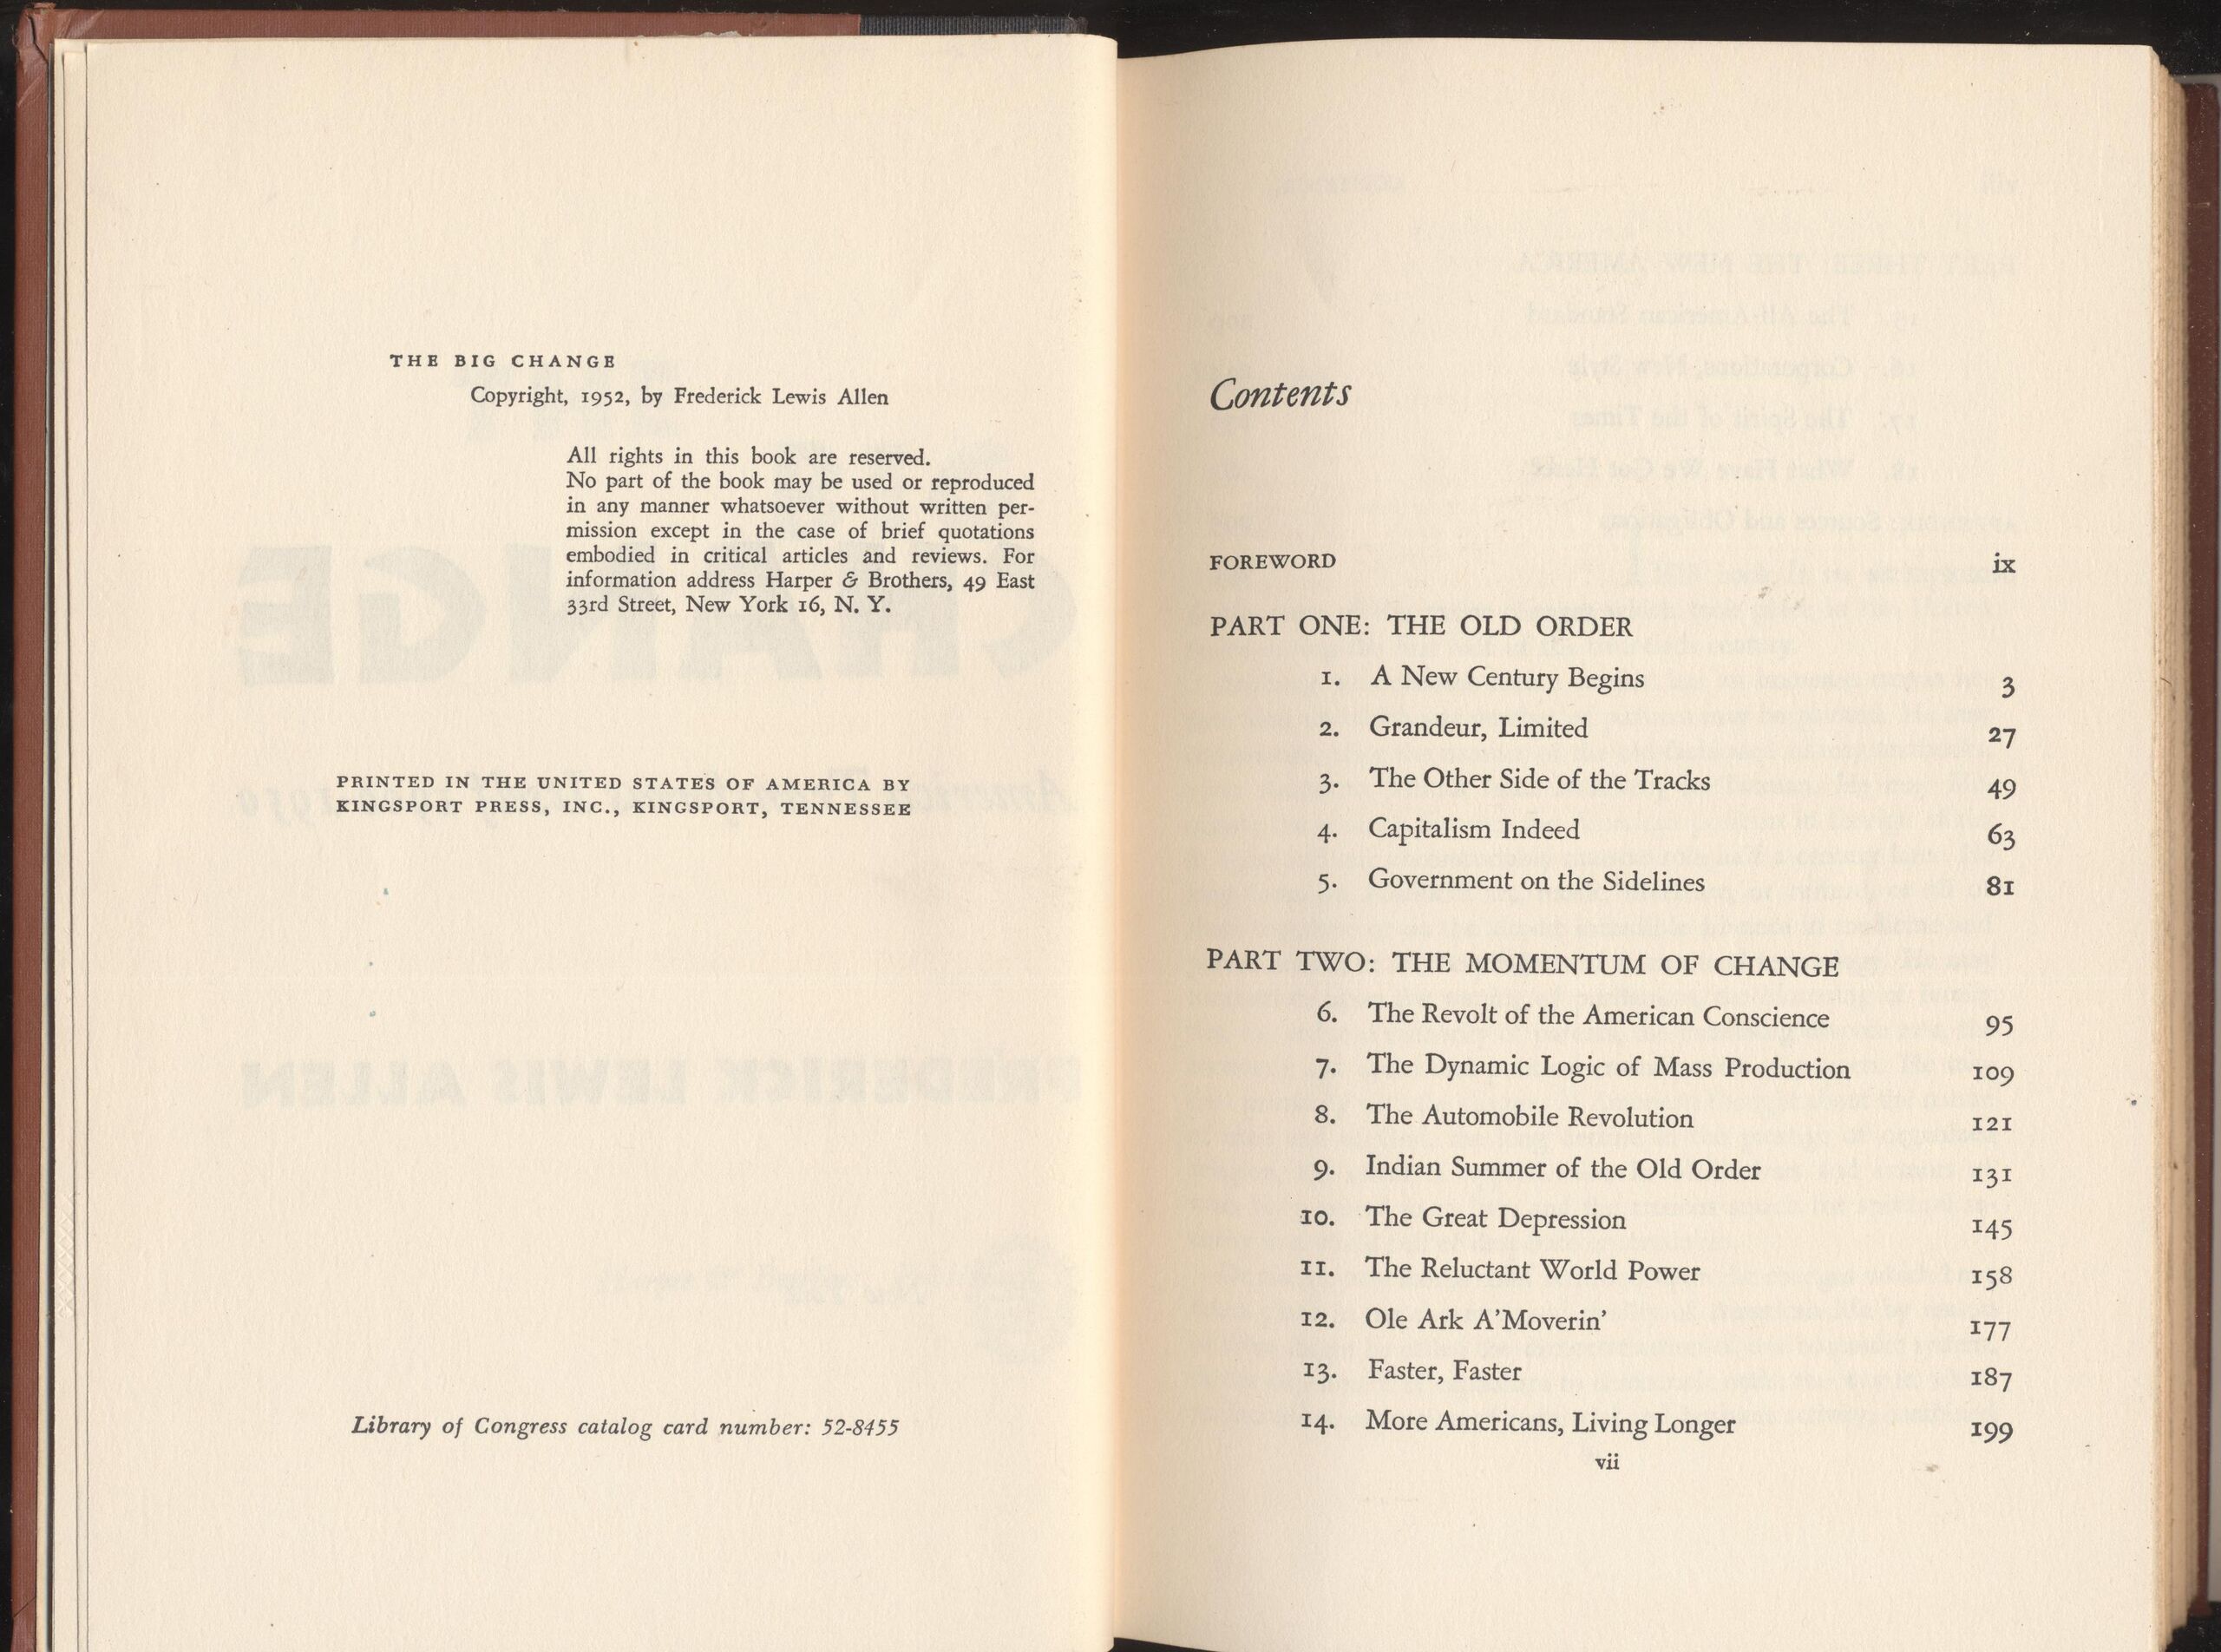 THE BIG CHANGE
Copyright, 1952, by Frederick Lewis Allen
All rights in this book are reserved.
No part of the book may be used or reproduced
in any manner whatsoever without written per-
mission except in the case of brief quotations
embodied in critical articles and reviews. For
information address Harper & Brothers, 49 East
33rd Street, New York 16, N. Y.
PRINTED IN THE UNITED STATES OF AMERICA BY
KINGSPORT PRESS, INC., KINGSPORT, TENNESSEE
Library of Congress catalog card number: 52-8455
Contents
FOREWORD ix
PART ONE: THE OLD ORDER
1. A New Century Begins 3
2. Grandeur, Limited 27
3. The Other Side of the Tracks 49
4. Capitalism Indeed 63
5. Government on the Sidelines 81
PART TWO: THE MOMENTUM OF CHANGE
6. The Revolt of the American Conscience 95
7. The Dynamic Logic of Mass Production 109
8. The Automobile Revolution 121
9. Indian Summer of the Old Order 131
10. The Great Depression 145
11. The Reluctant World Power 158
12. Ole Ark A'Moverin' 177
13. Faster, Faster 187
14. More Americans, Living Longer 199
vii